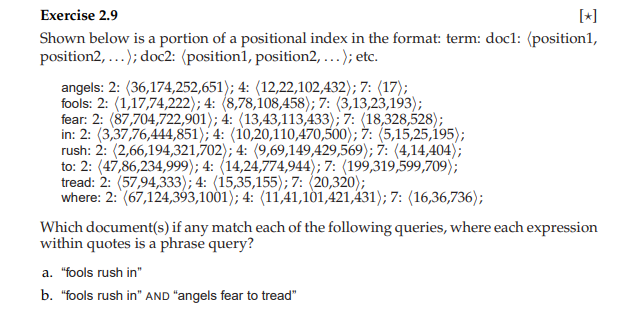 Exercise 2.9 [⋆]
Shown below is a portion of a positional index in the format: term: doc1: ⟨position1,
position2, . . . ⟩; doc2: ⟨position1, position2, . . . ⟩; etc.
angels: 2: ⟨36,174,252,651⟩; 4: ⟨12,22,102,432⟩; 7: ⟨17⟩;
fools: 2: ⟨1,17,74,222⟩; 4: ⟨8,78,108,458⟩; 7: ⟨3,13,23,193⟩;
fear: 2: ⟨87,704,722,901⟩; 4: ⟨13,43,113,433⟩; 7: ⟨18,328,528⟩;
in: 2: ⟨3,37,76,444,851⟩; 4: ⟨10,20,110,470,500⟩; 7: ⟨5,15,25,195⟩;
rush: 2: ⟨2,66,194,321,702⟩; 4: ⟨9,69,149,429,569⟩; 7: ⟨4,14,404⟩;
to: 2: ⟨47,86,234,999⟩; 4: ⟨14,24,774,944⟩; 7: ⟨199,319,599,709⟩;
tread: 2: ⟨57,94,333⟩; 4: ⟨15,35,155⟩; 7: ⟨20,320⟩;
where: 2: ⟨67,124,393,1001⟩; 4: ⟨11,41,101,421,431⟩; 7: ⟨16,36,736⟩;
Which document(s) if any match each of the following queries, where each expression
within quotes is a phrase query?
a. “fools rush in”
b. “fools rush in” AND “angels fear to tread”